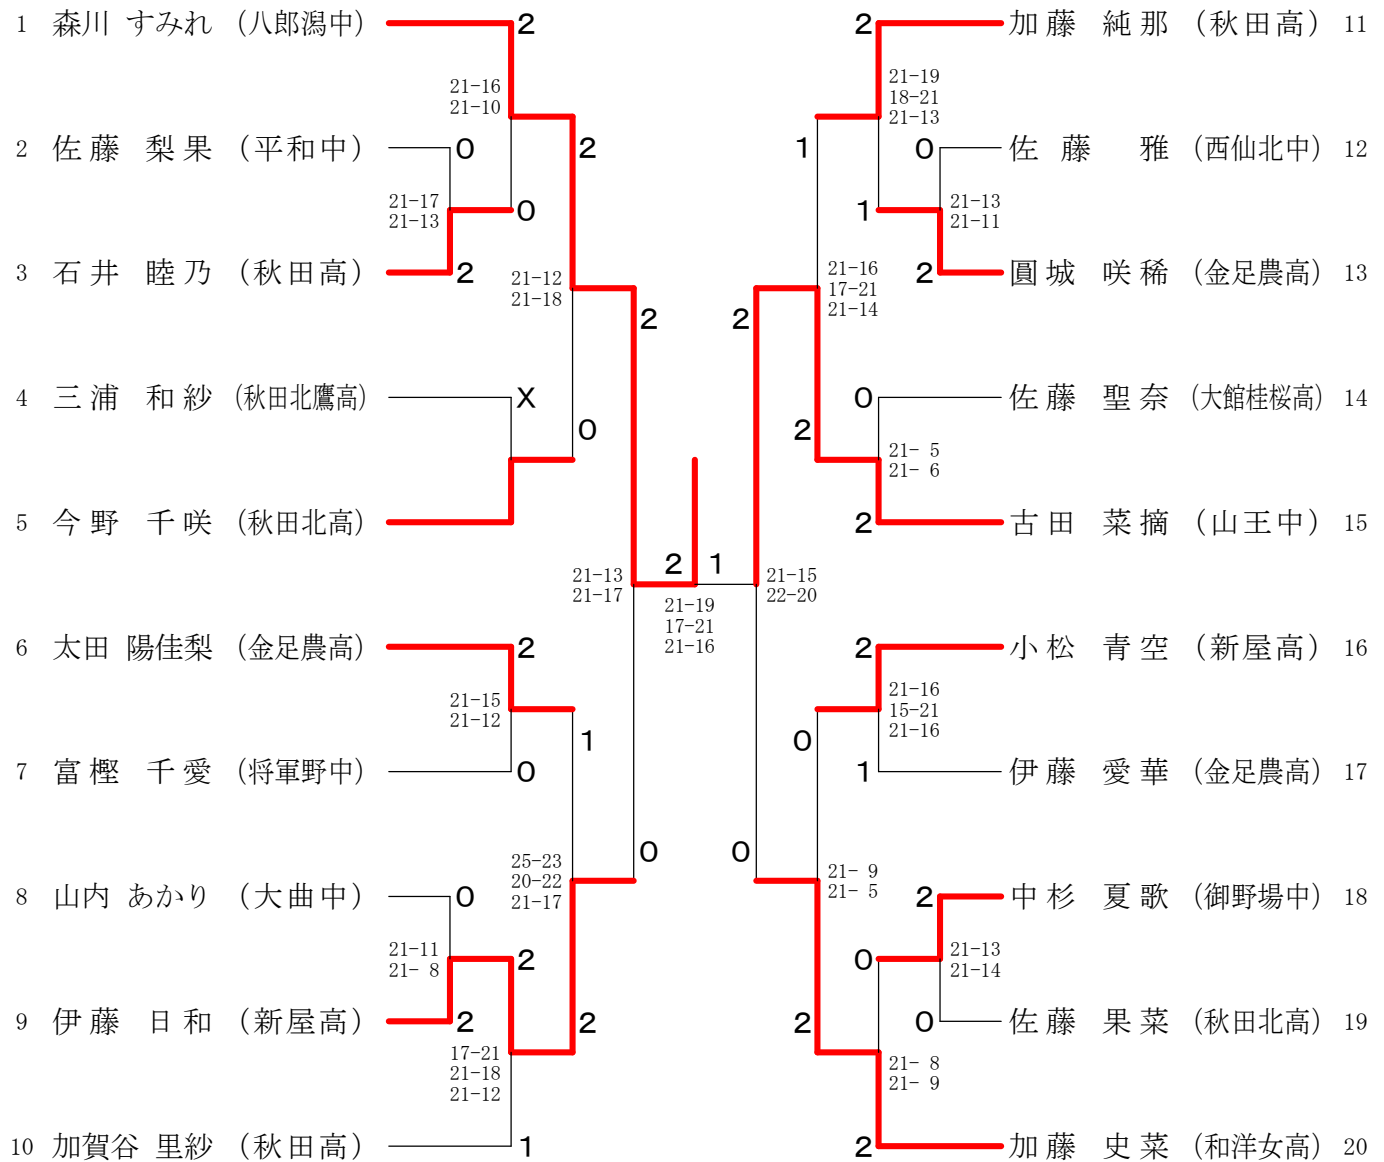 1 森川 すみれ (八郎潟中) 2
21-16
21-10
2 佐藤 梨果 (平和中) 0
2
21-17
21-13
0
3 石井 睦乃 (秋田高) 2
21-12
21-18
2
4 三浦 和紗 (秋田北鷹高) X
0
5 今野 千咲 (秋田北高)
21-13
21-17
6 太田 陽佳梨 (金足農高) 2
21-15
21-12
1
7 富樫 千愛 (将軍野中) 0
0
25-23
20-22
21-17
8 山内 あかり (大曲中) 0
21-11
21- 8
2
9 伊藤 日和 (新屋高) 2
2
17-21
21-18
21-12
10 加賀谷 里紗 (秋田高) 1
2 1
21-19
17-21
21-16
2 加藤 純那 (秋田高) 11
21-19
18-21
21-13
1
0 佐藤 雅 (西仙北中) 12
1
21-13
21-11
2 圓城 咲稀 (金足農高) 13
21-16
17-21
21-14
2
0 佐藤 聖奈 (大館桂桜高) 14
2
21- 5
21- 6
2 古田 菜摘 (山王中) 15
21-15
22-20
2 小松 青空 (新屋高) 16
21-16
15-21
21-16
0
1 伊藤 愛華 (金足農高) 17
0
21- 9
21- 5
2 中杉 夏歌 (御野場中) 18
0
21-13
21-14
0 佐藤 果菜 (秋田北高) 19
2
21- 8
21- 9
2 加藤 史菜 (和洋女高) 20